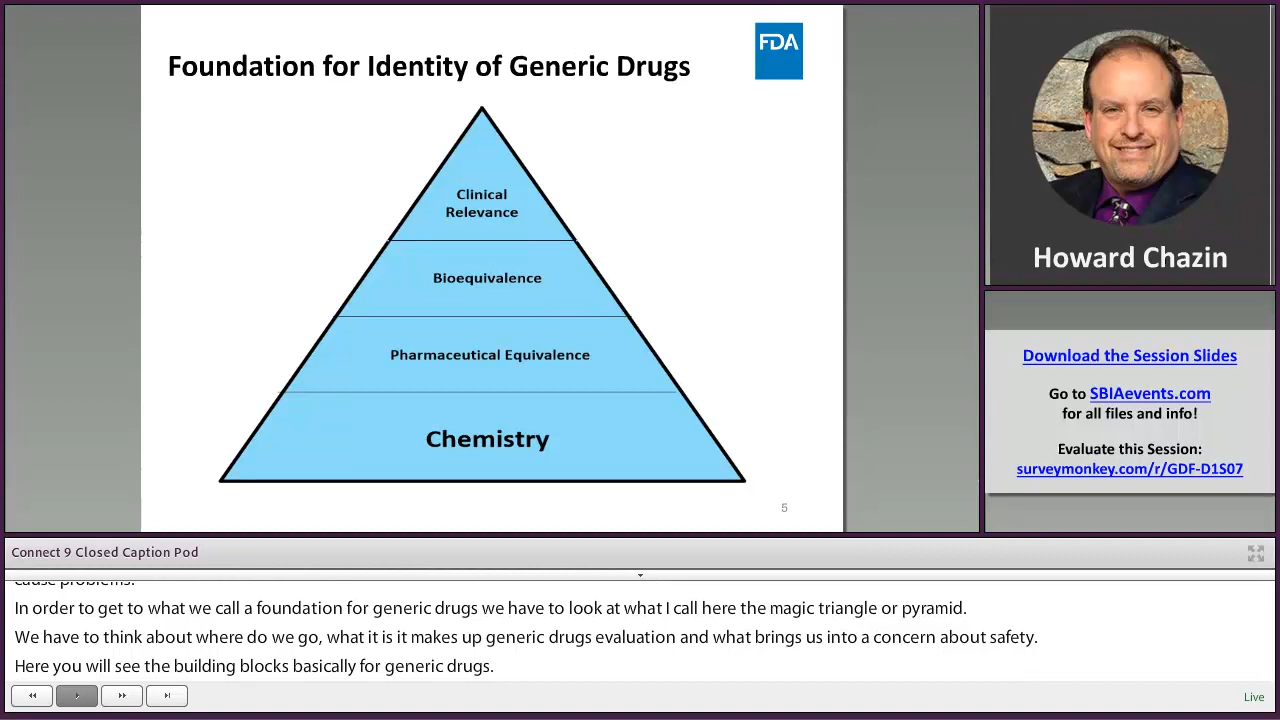 Foundation for Identity of Generic Drugs
FDA
Clinical
Relevance
Bioequivalence
Pharmaceutical Equivalence
Chemistry
5
Howard Chazin
Download the Session Slides
Go to SBIAevents.com
for all files and info!
Evaluate this Session:
surveymonkey.com/r/GDF-D1S07
Connect 9 Closed Caption Pod
cause problems.
In order to get to what we call a foundation for generic drugs we have to look at what I call here the magic triangle or pyramid.
We have to think about where do we go, what it is it makes up generic drugs evaluation and what brings us into a concern about safety.
Here you will see the building blocks basically for generic drugs.
Live